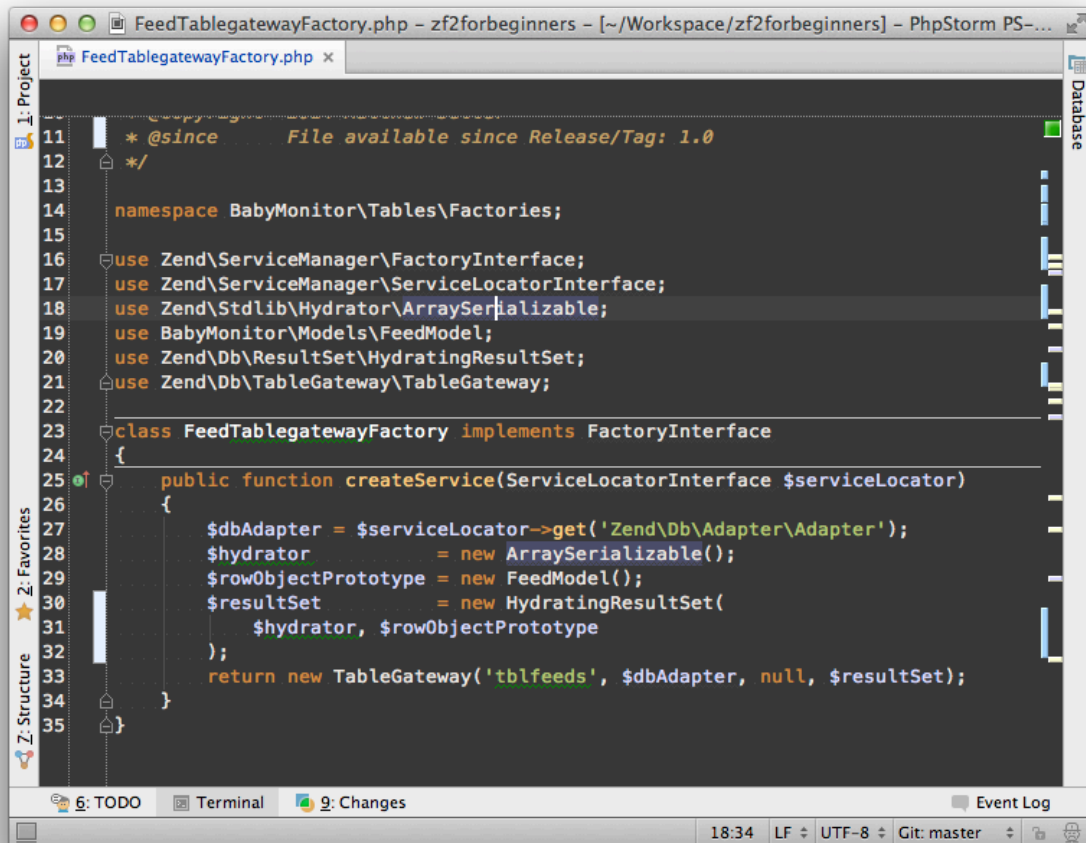 FeedTablegatewayFactory.php – zf2forbeginners – [~/Workspace/zf2forbeginners] – PhpStorm PS-...
FeedTablegatewayFactory.php
1: Project
Database
11 * @since File available since Release/Tag: 1.0
12 */
13
14 namespace BabyMonitor\Tables\Factories;
15
16 use Zend\ServiceManager\FactoryInterface;
17 use Zend\ServiceManager\ServiceLocatorInterface;
18 use Zend\Stdlib\Hydrator\ArraySerializable;
19 use BabyMonitor\Models\FeedModel;
20 use Zend\Db\ResultSet\HydratingResultSet;
21 use Zend\Db\TableGateway\TableGateway;
22
23 class FeedTablegatewayFactory implements FactoryInterface
24 {
25 public function createService(ServiceLocatorInterface $serviceLocator)
26 {
27 $dbAdapter = $serviceLocator->get('Zend\Db\Adapter\Adapter');
28 $hydrator = new ArraySerializable();
29 $rowObjectPrototype = new FeedModel();
30 $resultSet = new HydratingResultSet(
31 $hydrator, $rowObjectPrototype
32 );
33 return new TableGateway('tblfeeds', $dbAdapter, null, $resultSet);
34 }
35 }
2: Favorites
Z: Structure
6: TODO Terminal 9: Changes Event Log
18:34 LF UTF-8 Git: master